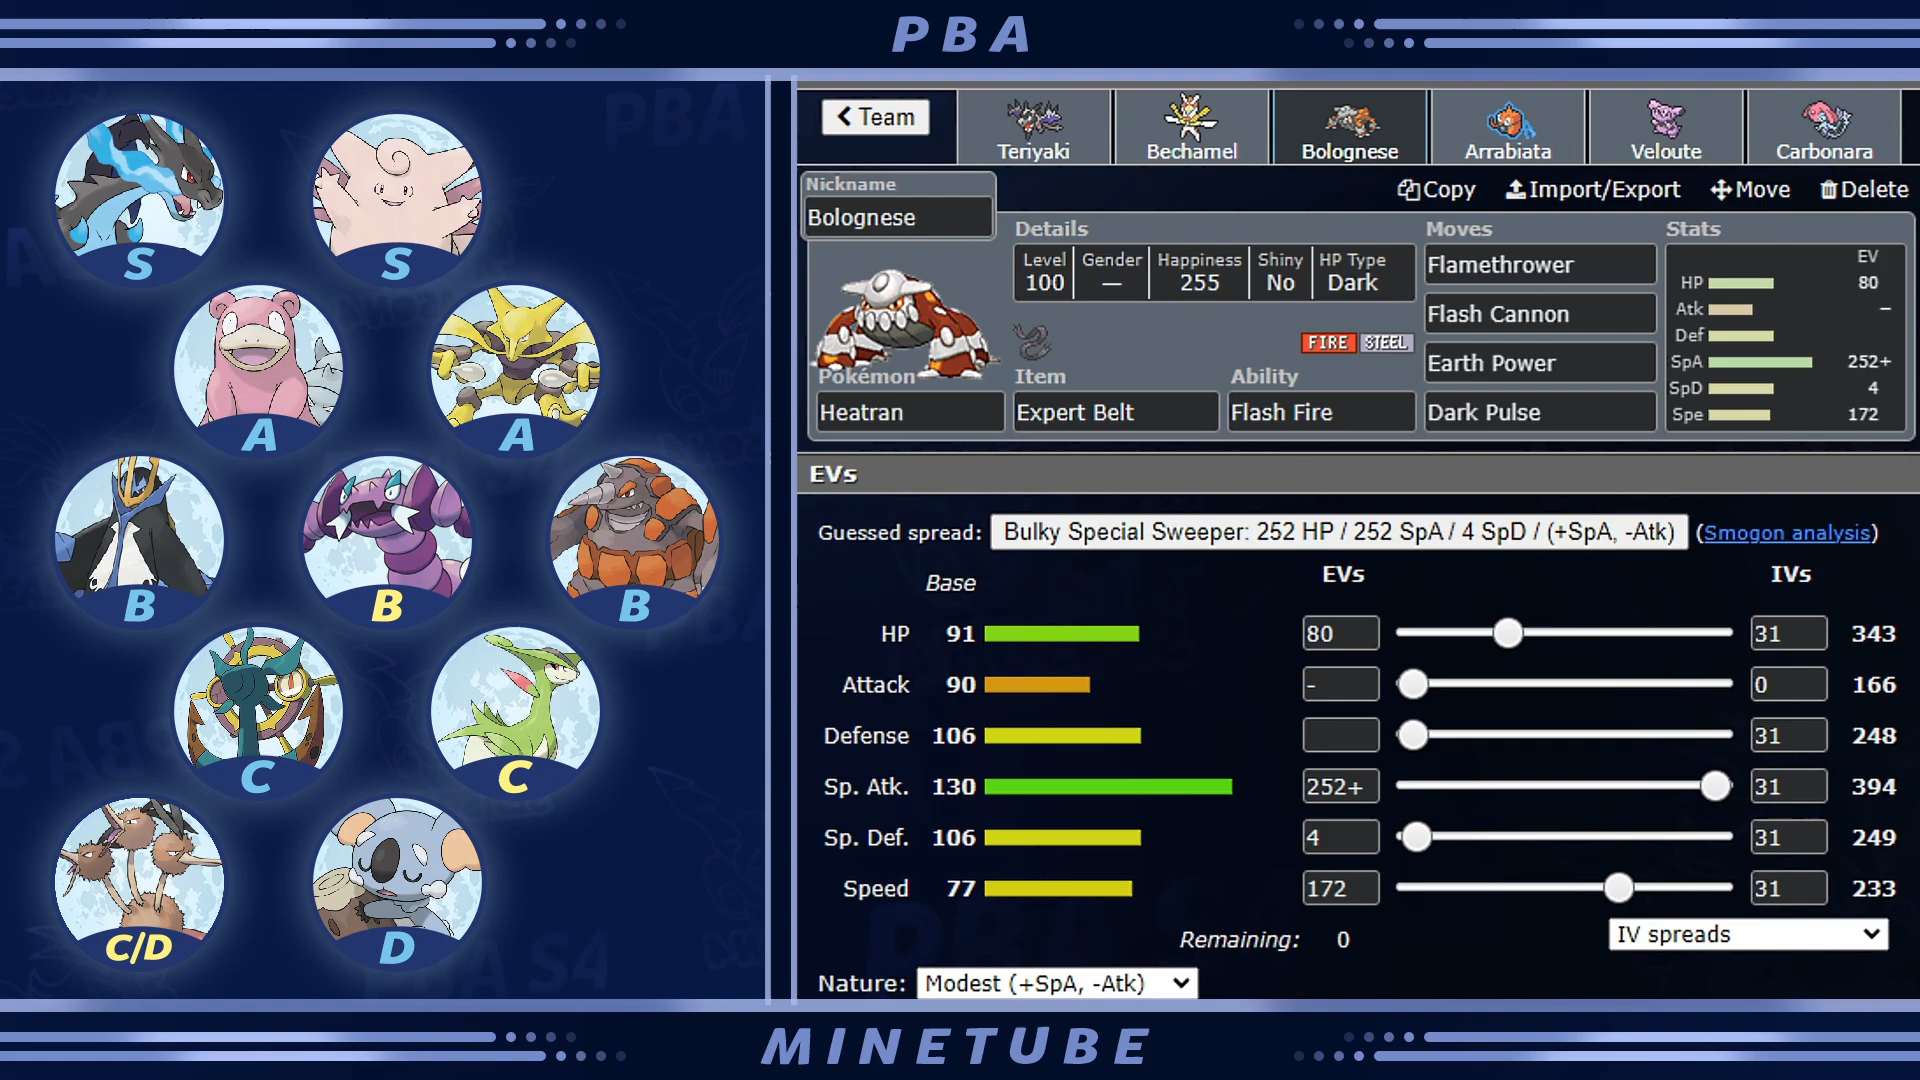 PBA
S
S
A
A
B
B
B
C
C
C/D
D
Team
Teriyaki
Bechamel
Bolognese
Arrabiata
Veloute
Carbonara
Nickname
Bolognese
Copy
Import/Export
Move
Delete
Details
Level
100
Gender
—
Happiness
255
Shiny
No
HP Type
Dark
FIRE STEEL
Pokémon
Heatran
Item
Expert Belt
Ability
Flash Fire
Moves
Flamethrower
Flash Cannon
Earth Power
Dark Pulse
Stats
EV
HP 80
Atk –
Def
SpA 252+
SpD 4
Spe 172
EVs
Guessed spread: Bulky Special Sweeper: 252 HP / 252 SpA / 4 SpD / (+SpA, -Atk) (Smogon analysis)
Base EVs IVs
HP 91 80 31 343
Attack 90 - 0 166
Defense 106 31 248
Sp. Atk. 130 252+ 31 394
Sp. Def. 106 4 31 249
Speed 77 172 31 233
Remaining: 0
IV spreads
Nature: Modest (+SpA, -Atk)
MINETUBE